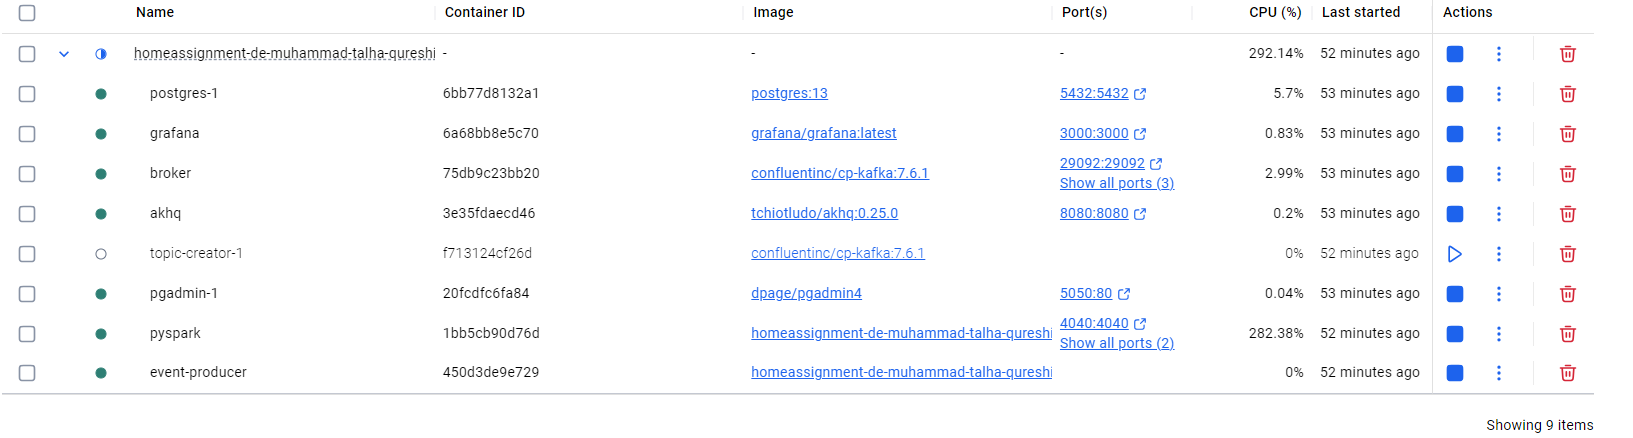 Name Container ID Image Port(s) CPU (%) Last started Actions
homeassignment-de-muhammad-talha-qureshi - - - 292.14% 52 minutes ago
postgres-1 6bb77d8132a1 postgres:13 5432:5432 5.7% 53 minutes ago
grafana 6a68bb8e5c70 grafana/grafana:latest 3000:3000 0.83% 53 minutes ago
broker 75db9c23bb20 confluentinc/cp-kafka:7.6.1 29092:29092 2.99% 53 minutes ago
Show all ports (3)
akhq 3e35fdaecd46 tchiotludo/akhq:0.25.0 8080:8080 0.2% 53 minutes ago
topic-creator-1 f713124cf26d confluentinc/cp-kafka:7.6.1 0% 52 minutes ago
pgadmin-1 20fcdfc6fa84 dpage/pgadmin4 5050:80 0.04% 53 minutes ago
pyspark 1bb5cb90d76d homeassignment-de-muhammad-talha-qureshi 4040:4040 282.38% 52 minutes ago
Show all ports (2)
event-producer 450d3de9e729 homeassignment-de-muhammad-talha-qureshi 0% 52 minutes ago
Showing 9 items